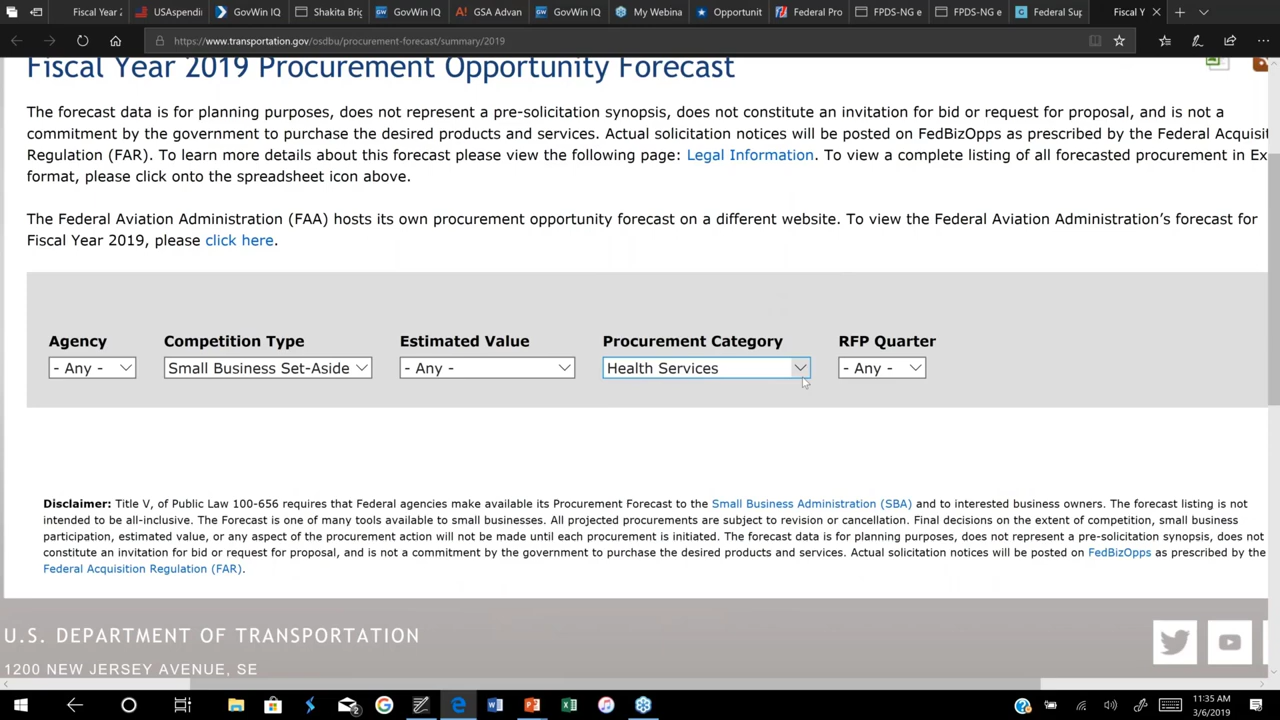 Fiscal Year 2 USAspendi GovWin IQ Shakita Brig GovWin IQ GSA Advan GovWin IQ My Webina Opportunit Federal Pro FPDS-NG e FPDS-NG e Federal Sup Fiscal Y
https://www.transportation.gov/osdbu/procurement-forecast/summary/2019
Fiscal Year 2019 Procurement Opportunity Forecast
The forecast data is for planning purposes, does not represent a pre-solicitation synopsis, does not constitute an invitation for bid or request for proposal, and is not a
commitment by the government to purchase the desired products and services. Actual solicitation notices will be posted on FedBizOpps as prescribed by the Federal Acquisit
Regulation (FAR). To learn more details about this forecast please view the following page: Legal Information. To view a complete listing of all forecasted procurement in Ex
format, please click onto the spreadsheet icon above.
The Federal Aviation Administration (FAA) hosts its own procurement opportunity forecast on a different website. To view the Federal Aviation Administration's forecast for
Fiscal Year 2019, please click here.
Agency Competition Type Estimated Value Procurement Category RFP Quarter
- Any - Small Business Set-Aside - Any - Health Services - Any -
Disclaimer: Title V, of Public Law 100-656 requires that Federal agencies make available its Procurement Forecast to the Small Business Administration (SBA) and to interested business owners. The forecast listing is not
intended to be all-inclusive. The Forecast is one of many tools available to small businesses. All projected procurements are subject to revision or cancellation. Final decisions on the extent of competition, small business
participation, estimated value, or any aspect of the procurement action will not be made until each procurement is initiated. The forecast data is for planning purposes, does not represent a pre-solicitation synopsis, does not
constitute an invitation for bid or request for proposal, and is not a commitment by the government to purchase the desired products and services. Actual solicitation notices will be posted on FedBizOpps as prescribed by the
Federal Acquisition Regulation (FAR).
U.S. DEPARTMENT OF TRANSPORTATION
1200 NEW JERSEY AVENUE, SE
11:35 AM
3/6/2019